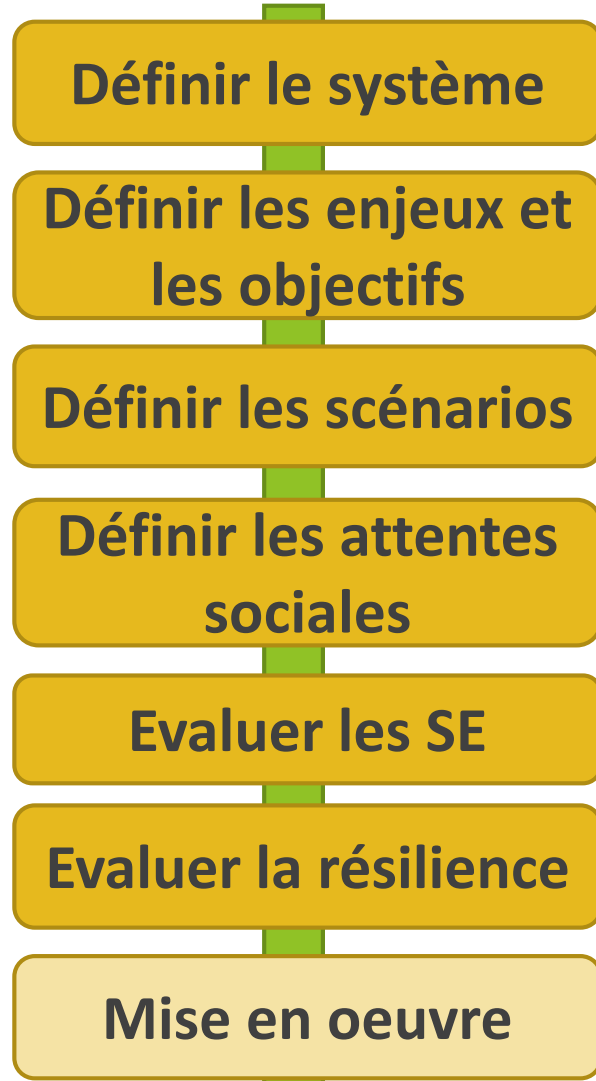 Définir le système
Définir les enjeux et
les objectifs
Définir les scénarios
Définir les attentes
sociales
Evaluer les SE
Evaluer la résilience
Mise en oeuvre